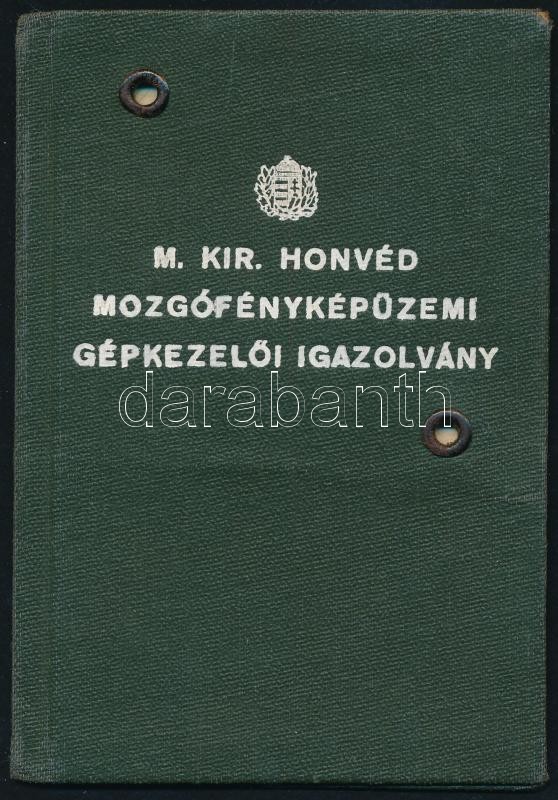 M. KIR. HONVÉD
MOZGÓFÉNYKÉPÜZEMI
GÉPKEZELŐI IGAZOLVÁNY
darabanth